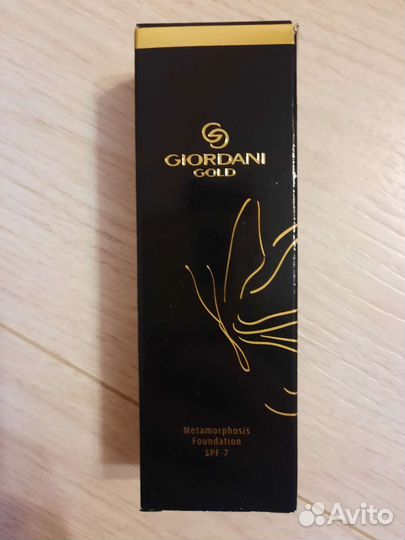 GIORDANI
GOLD
Metamorphosis
Foundation
SPF 7
Avito